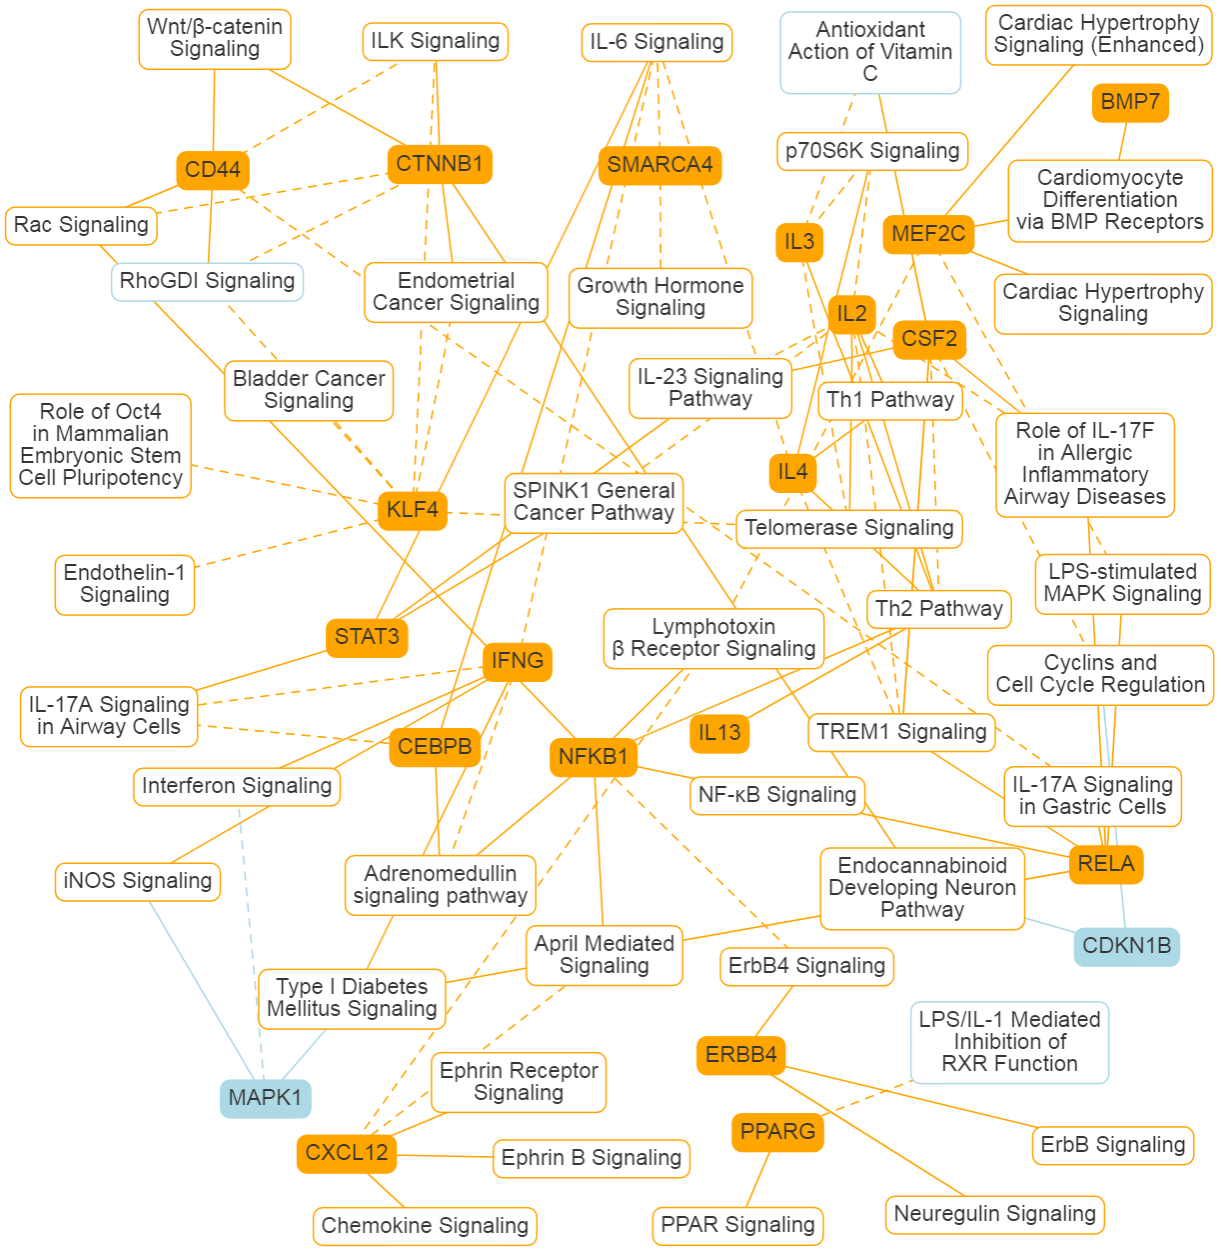 Wnt/β-catenin
Signaling
ILK Signaling
IL-6 Signaling
Antioxidant
Action of Vitamin
C
Cardiac Hypertrophy
Signaling (Enhanced)
BMP7
CD44
CTNNB1
SMARCA4
p70S6K Signaling
Cardiomyocyte
Differentiation
via BMP Receptors
Rac Signaling
IL3
MEF2C
RhoGDI Signaling
Endometrial
Cancer Signaling
Growth Hormone
Signaling
IL2
CSF2
Cardiac Hypertrophy
Signaling
Bladder Cancer
Signaling
IL-23 Signaling
Pathway
Th1 Pathway
Role of Oct4
in Mammalian
Embryonic Stem
Cell Pluripotency
Role of IL-17F
in Allergic
Inflammatory
Airway Diseases
KLF4
SPINK1 General
Cancer Pathway
IL4
Telomerase Signaling
Endothelin-1
Signaling
LPS-stimulated
MAPK Signaling
STAT3
IFNG
Lymphotoxin
β Receptor Signaling
Th2 Pathway
Cyclins and
Cell Cycle Regulation
IL-17A Signaling
in Airway Cells
CEBPB
NFKB1
IL13
TREM1 Signaling
Interferon Signaling
NF-κB Signaling
IL-17A Signaling
in Gastric Cells
iNOS Signaling
Adrenomedullin
signaling pathway
Endocannabinoid
Developing Neuron
Pathway
RELA
CDKN1B
April Mediated
Signaling
ErbB4 Signaling
Type I Diabetes
Mellitus Signaling
LPS/IL-1 Mediated
Inhibition of
RXR Function
MAPK1
Ephrin Receptor
Signaling
ERBB4
PPARG
CXCL12
Ephrin B Signaling
ErbB Signaling
Chemokine Signaling
PPAR Signaling
Neuregulin Signaling